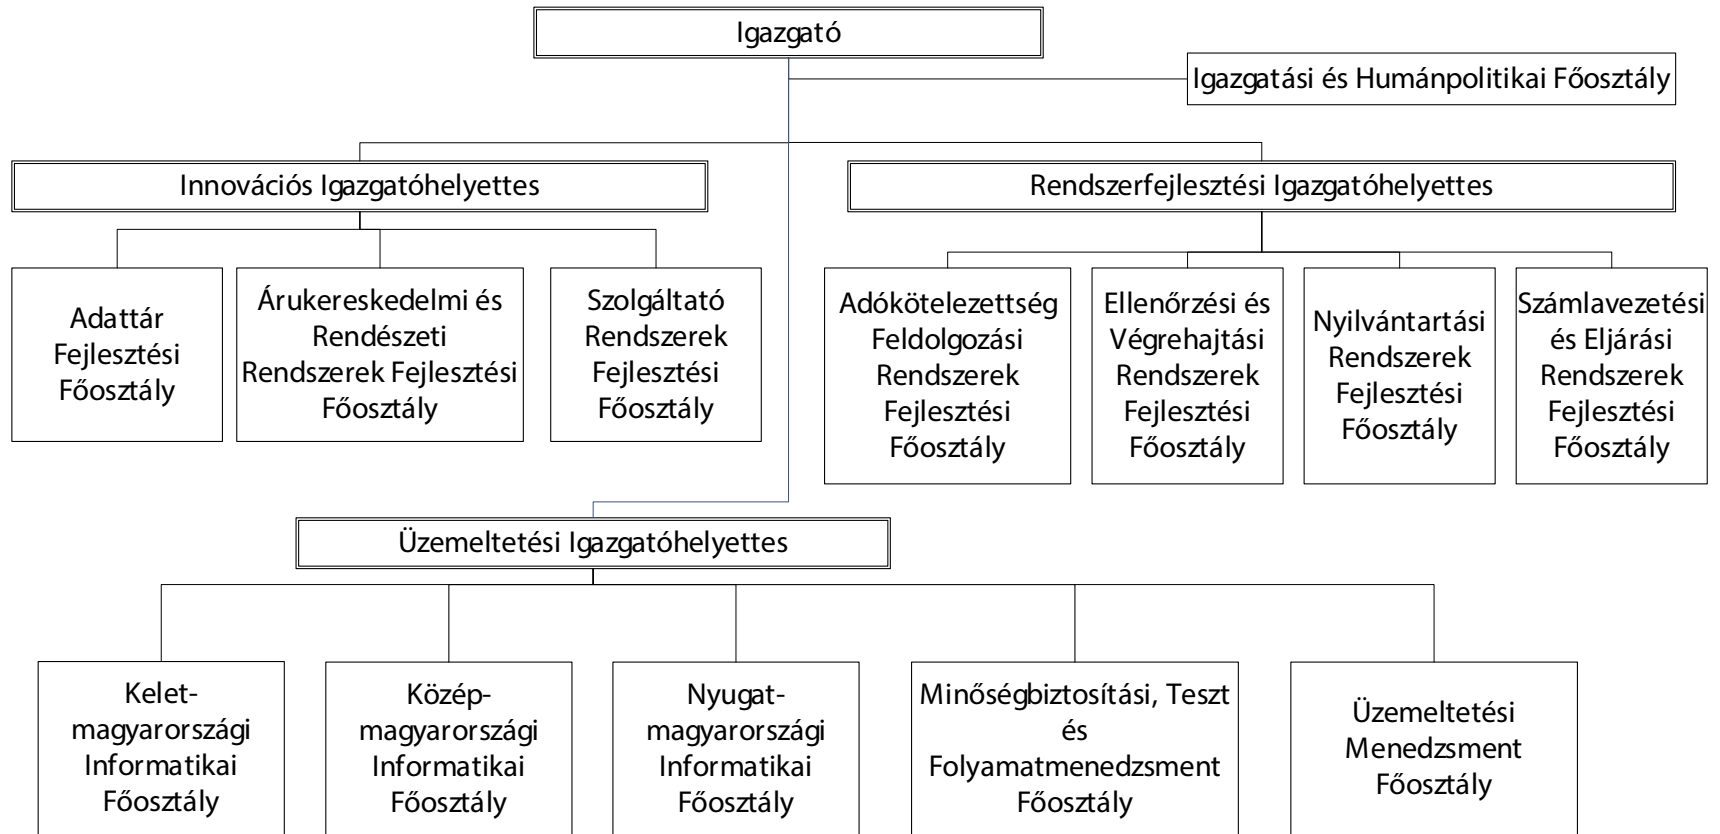 Igazgató
Igazgatási és Humánpolitikai Főosztály
Innovációs Igazgatóhelyettes
Rendszerfejlesztési Igazgatóhelyettes
Adattár
Fejlesztési
Főosztály
Árukereskedelmi és
Rendészeti
Rendszerek Fejlesztési
Főosztály
Szolgáltató
Rendszerek
Fejlesztési
Főosztály
Adókötelezettség
Feldolgozási
Rendszerek
Fejlesztési
Főosztály
Ellenőrzési és
Végrehajtási
Rendszerek
Fejlesztési
Főosztály
Nyilvántartási
Rendszerek
Fejlesztési
Főosztály
Számlavezetési
és Eljárási
Rendszerek
Fejlesztési
Főosztály
Üzemeltetési Igazgatóhelyettes
Kelet-
magyarországi
Informatikai
Főosztály
Közép-
magyarországi
Informatikai
Főosztály
Nyugat-
magyarországi
Informatikai
Főosztály
Minőségbiztosítási, Teszt
és
Folyamatmenedzsment
Főosztály
Üzemeltetési
Menedzsment
Főosztály